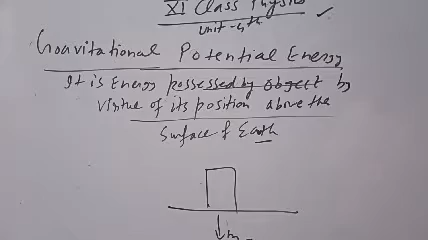 XI Class Physics
Unit-4th
Gravitational Potential Energy
It is Energy possessed by object by
virtue of its position above the
Surface of Earth
m